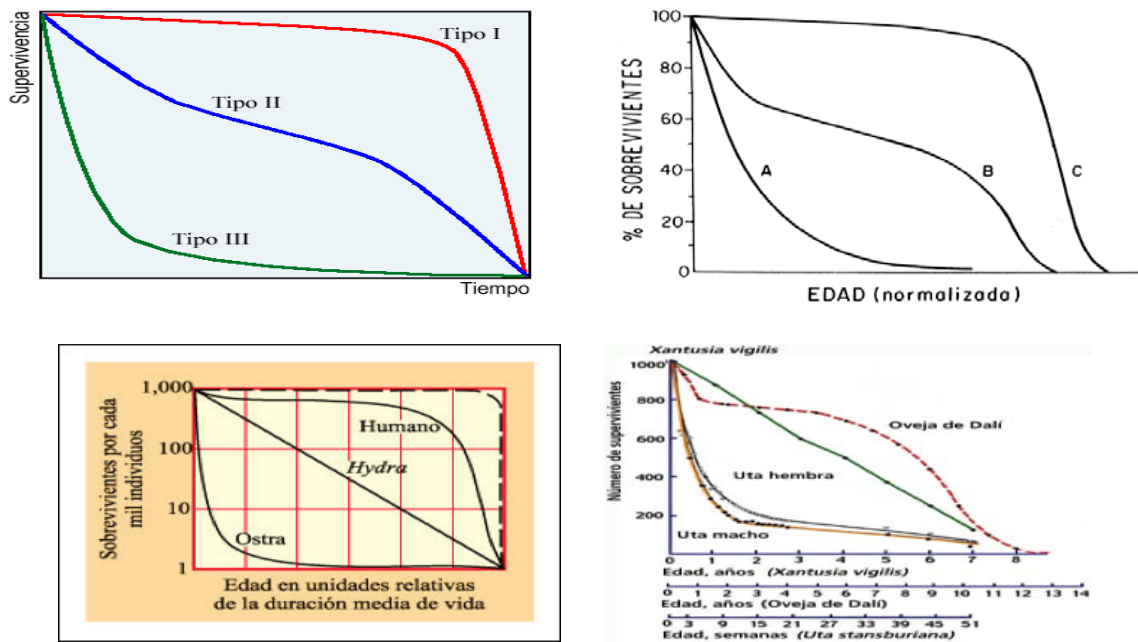 Supervivencia
Tipo I
Tipo II
Tipo III
Tiempo
% DE SOBREVIVIENTES
100
80
60
40
20
0
A
B
C
EDAD (normalizada)
Sobrevivientes por cada
mil individuos
1,000
100
10
1
Humano
Hydra
Ostra
Edad en unidades relativas
de la duración media de vida
Xantusia vigilis
Número de supervivientes
1000
800
600
400
200
Oveja de Dalí
Uta hembra
Uta macho
0 1 2 3 4 5 6 7 8
Edad, años (Xantusia vigilis)
0 1 2 3 4 5 6 7 8 9 10 11 12 13 14
Edad, años (Oveja de Dalí)
0 3 9 15 21 27 33 39 45 51
Edad, semanas (Uta stansburiana)